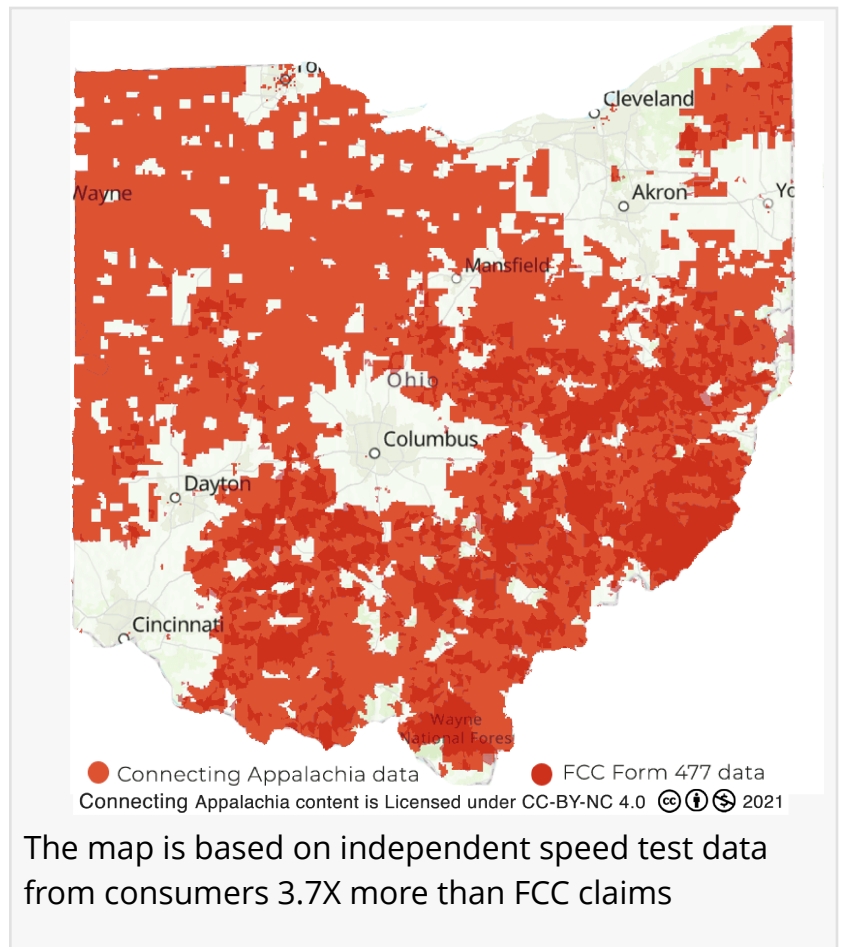 Cleveland
Wayne
Akron
Mansfield
Ohio
Columbus
Dayton
Cincinnati
Wayne
National Fores
Connecting Appalachia data
FCC Form 477 data
Connecting Appalachia content is Licensed under CC-BY-NC 4.0 cc 2021
The map is based on independent speed test data
from consumers 3.7X more than FCC claims